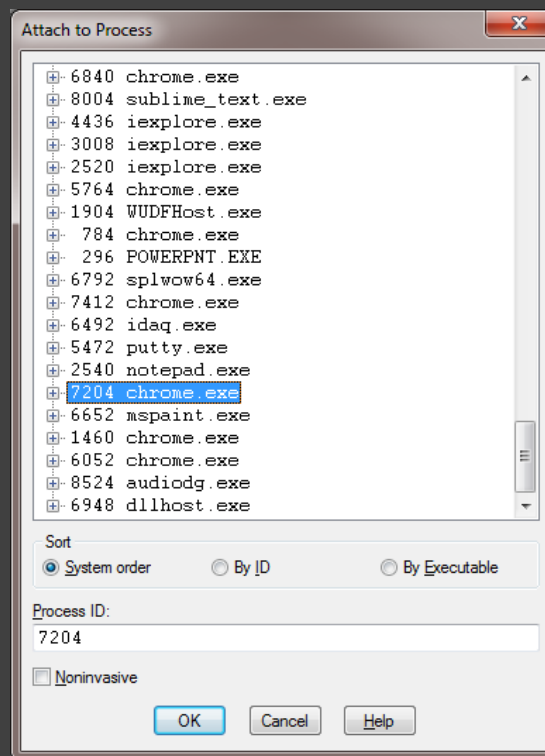 Attach to Process
6840 chrome.exe
8004 sublime_text.exe
4436 iexplore.exe
3008 iexplore.exe
2520 iexplore.exe
5764 chrome.exe
1904 WUDFHost.exe
784 chrome.exe
296 POWERPNT.EXE
6792 splwow64.exe
7412 chrome.exe
6492 idaq.exe
5472 putty.exe
2540 notepad.exe
7204 chrome.exe
6652 mspaint.exe
1460 chrome.exe
6052 chrome.exe
8524 audiodg.exe
6948 dllhost.exe
Sort
System order By ID By Executable
Process ID:
7204
Noninvasive
OK Cancel Help